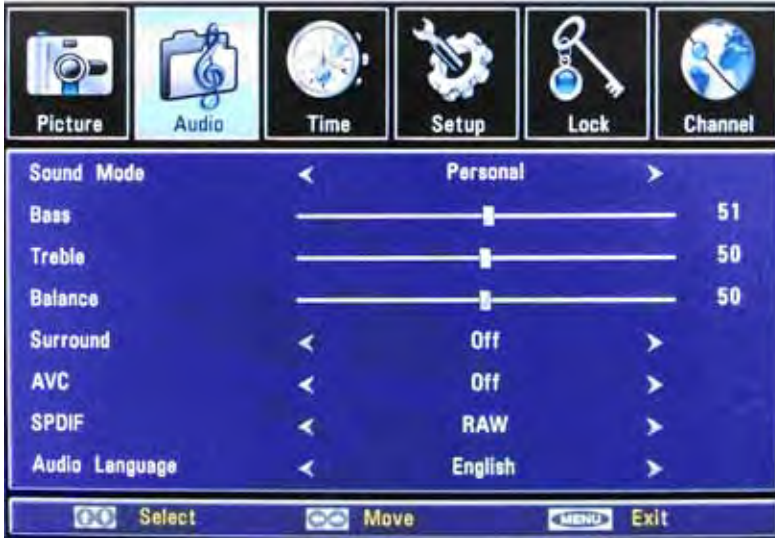 Picture Audio Time Setup Lock Channel
Sound Mode Personal
Bass 51
Treble 50
Balance 50
Surround Off
AVC Off
SPDIF RAW
Audio Language English
Select Move MENU Exit